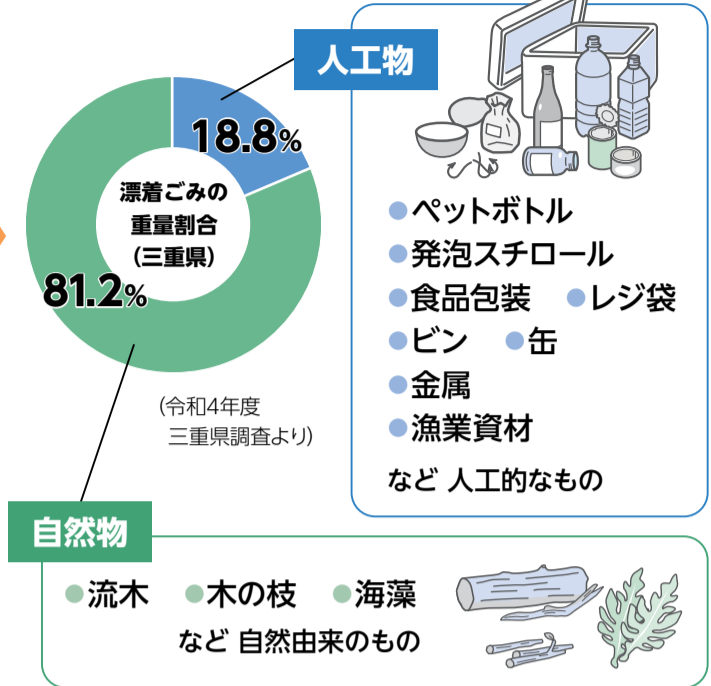 人工物
18.8%
漂着ごみの
重量割合
（三重県）
81.2%
（令和4年度
三重県調査より）
●ペットボトル
●発泡スチロール
●食品包装 ●レジ袋
●ビン ●缶
●金属
●漁業資材
など 人工的なもの
自然物
●流木 ●木の枝 ●海藻
など 自然由来のもの